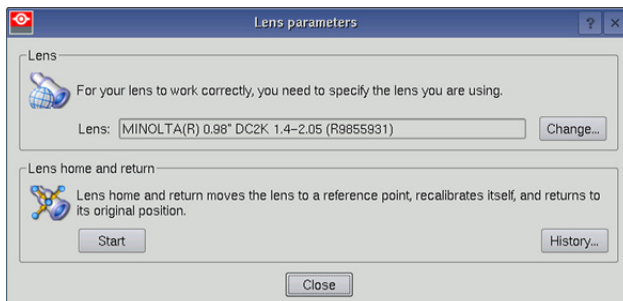 Lens parameters
? ×
Lens
For your lens to work correctly, you need to specify the lens you are using.
Lens: MINOLTA(R) 0.98" DC2K 1.4-2.05 (R9855931) Change...
Lens home and return
Lens home and return moves the lens to a reference point, recalibrates itself, and returns to
its original position.
Start History...
Close